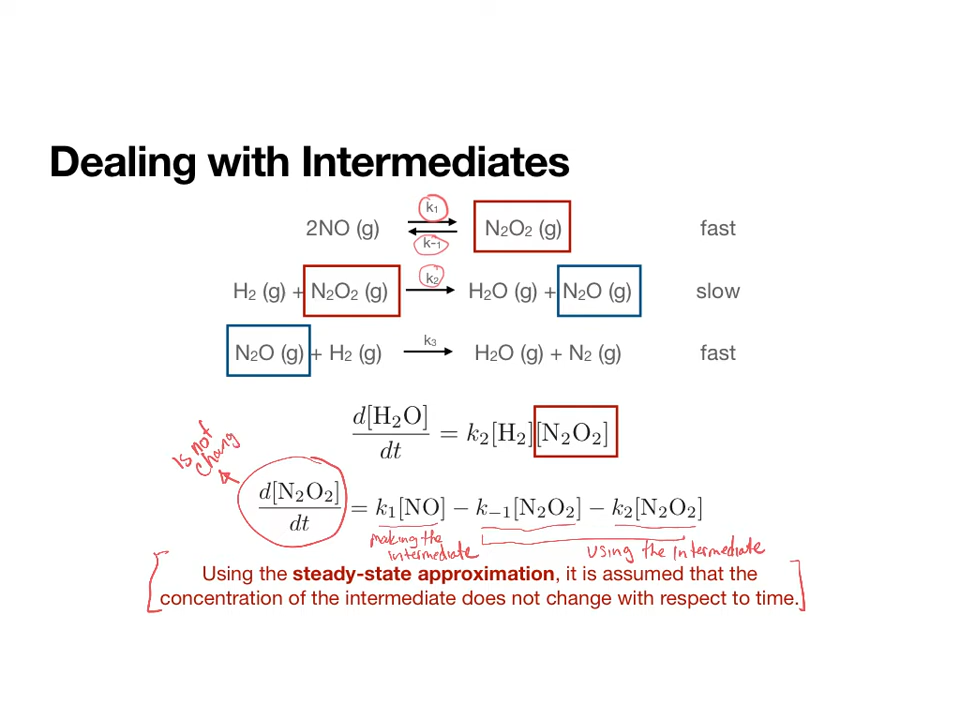 Dealing with Intermediates
k₁
2NO (g) ⇌ N₂O₂ (g) fast
k₋₁
k₂
H₂ (g) + N₂O₂ (g) → H₂O (g) + N₂O (g) slow
k₃
N₂O (g) + H₂ (g) → H₂O (g) + N₂ (g) fast
d[H₂O]/dt = k₂[H₂][N₂O₂]
is not
chang
d[N₂O₂]/dt = k₁[NO] − k₋₁[N₂O₂] − k₂[N₂O₂]
making the
intermediate
using the intermediate
Using the steady-state approximation, it is assumed that the
concentration of the intermediate does not change with respect to time.